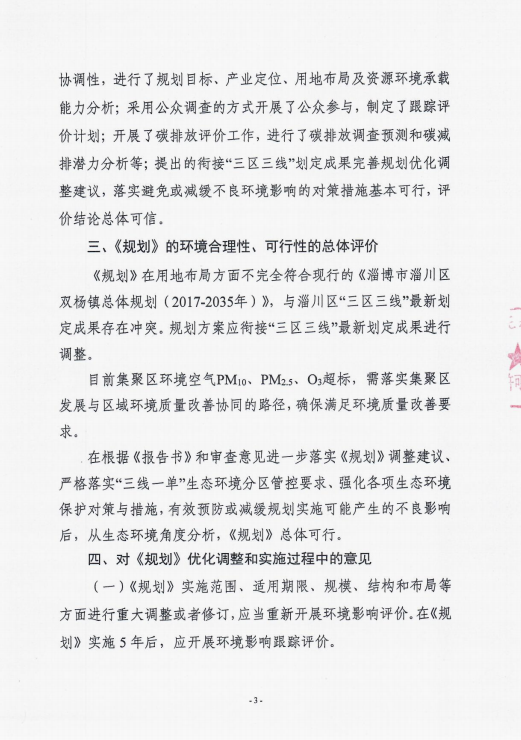 协调性，进行了规划目标、产业定位、用地布局及资源环境承载
能力分析；采用公众调查的方式开展了公众参与，制定了跟踪评
价计划；开展了碳排放评价工作，进行了碳排放调查预测和碳减
排潜力分析等；提出的衔接“三区三线”划定成果完善规划优化调
整建议，落实避免或减缓不良环境影响的对策措施基本可行，评
价结论总体可信。
三、《规划》的环境合理性、可行性的总体评价
《规划》在用地布局方面不完全符合现行的《淄博市淄川区
双杨镇总体规划（2017-2035年）》，与淄川区“三区三线”最新划
定成果存在冲突。规划方案应衔接“三区三线”最新划定成果进行
调整。
目前集聚区环境空气PM₁₀、PM₂.₅、O₃超标，需落实集聚区
发展与区域环境质量改善协同的路径，确保满足环境质量改善要
求。
在根据《报告书》和审查意见进一步落实《规划》调整建议、
严格落实“三线一单”生态环境分区管控要求、强化各项生态环境
保护对策与措施，有效预防或减缓规划实施可能产生的不良影响
后，从生态环境角度分析，《规划》总体可行。
四、对《规划》优化调整和实施过程中的意见
（一）《规划》实施范围、适用期限、规模、结构和布局等
方面进行重大调整或者修订，应当重新开展环境影响评价。在《规
划》实施 5 年后，应开展环境影响跟踪评价。
-3-